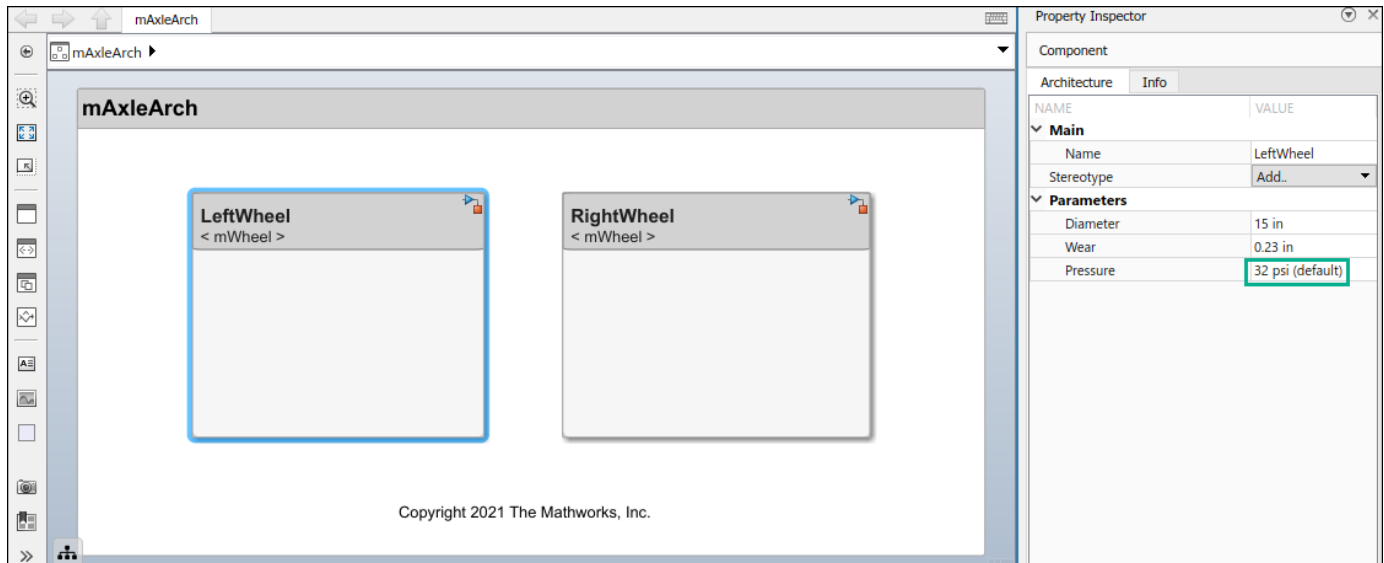 mAxleArch
mAxleArch
mAxleArch
LeftWheel
< mWheel >
RightWheel
< mWheel >
Copyright 2021 The Mathworks, Inc.
Property Inspector
Component
Architecture Info
NAME VALUE
Main
Name LeftWheel
Stereotype Add..
Parameters
Diameter 15 in
Wear 0.23 in
Pressure 32 psi (default)